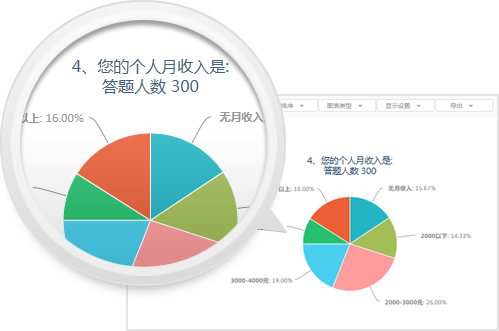 4、您的个人月收入是:
答题人数 300
以上: 16.00%
无月收入
排序
图表类型
显示设置
导出
4、您的个人月收入是:
答题人数 300
以上: 16.00%
无月收入: 15.67%
2000以下: 14.33%
3000-4000元: 19.00%
2000-3000元: 26.00%